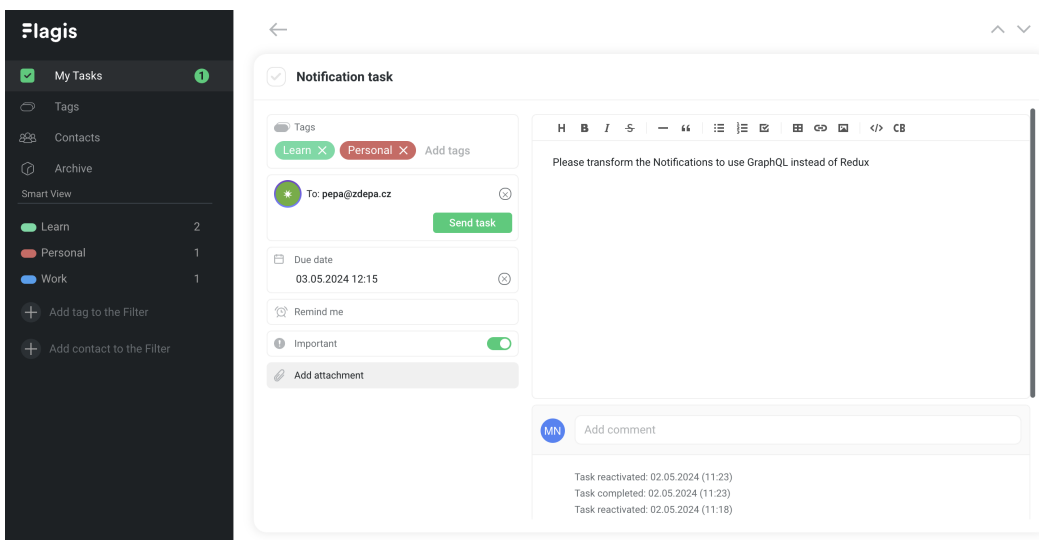 Flagis
My Tasks 1
Tags
Contacts
Archive
Smart View
Learn 2
Personal 1
Work 1
Add tag to the Filter
Add contact to the Filter
Notification task
Tags
Learn Personal Add tags
To: pepa@zdepa.cz
Send task
Due date
03.05.2024 12:15
Remind me
Important
Add attachment
H B I S </> CB
Please transform the Notifications to use GraphQL instead of Redux
MN Add comment
Task reactivated: 02.05.2024 (11:23)
Task completed: 02.05.2024 (11:23)
Task reactivated: 02.05.2024 (11:18)